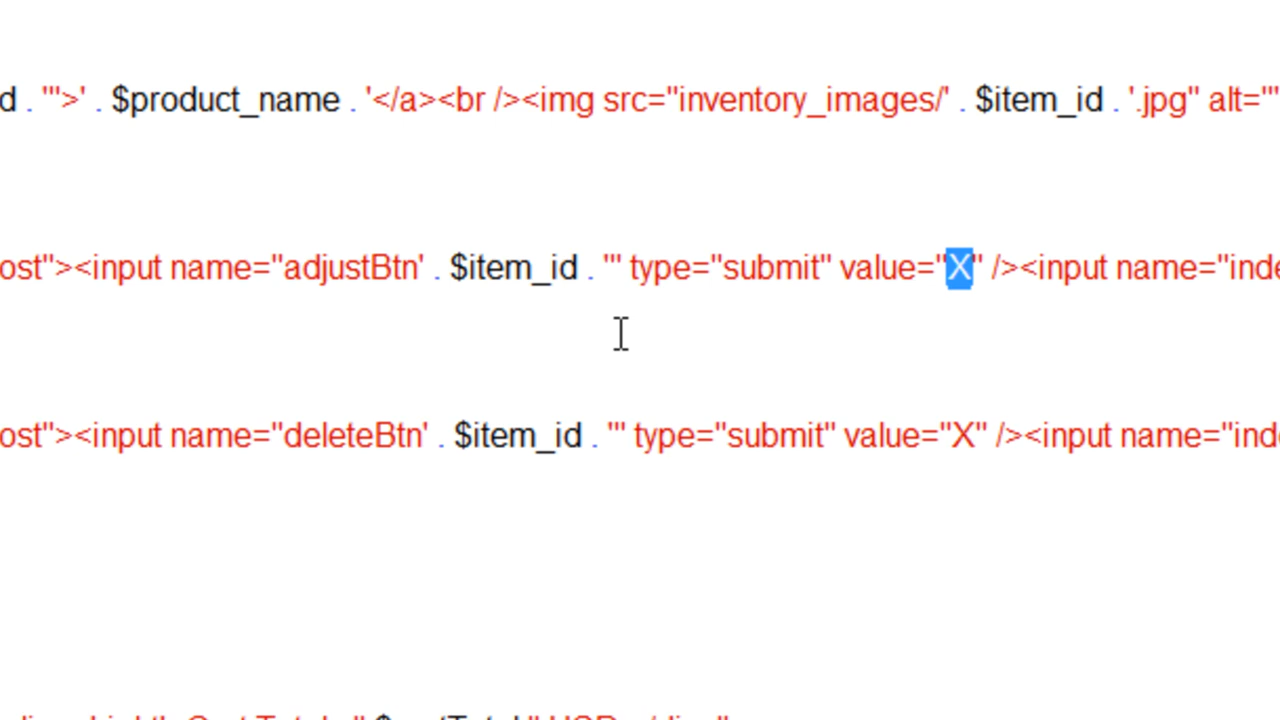 d . '">' . $product_name . '</a><br /><img src="inventory_images/' . $item_id . '.jpg" alt="'
ost"><input name="adjustBtn' . $item_id . '" type="submit" value="X" /><input name="inde
ost"><input name="deleteBtn' . $item_id . '" type="submit" value="X" /><input name="inde